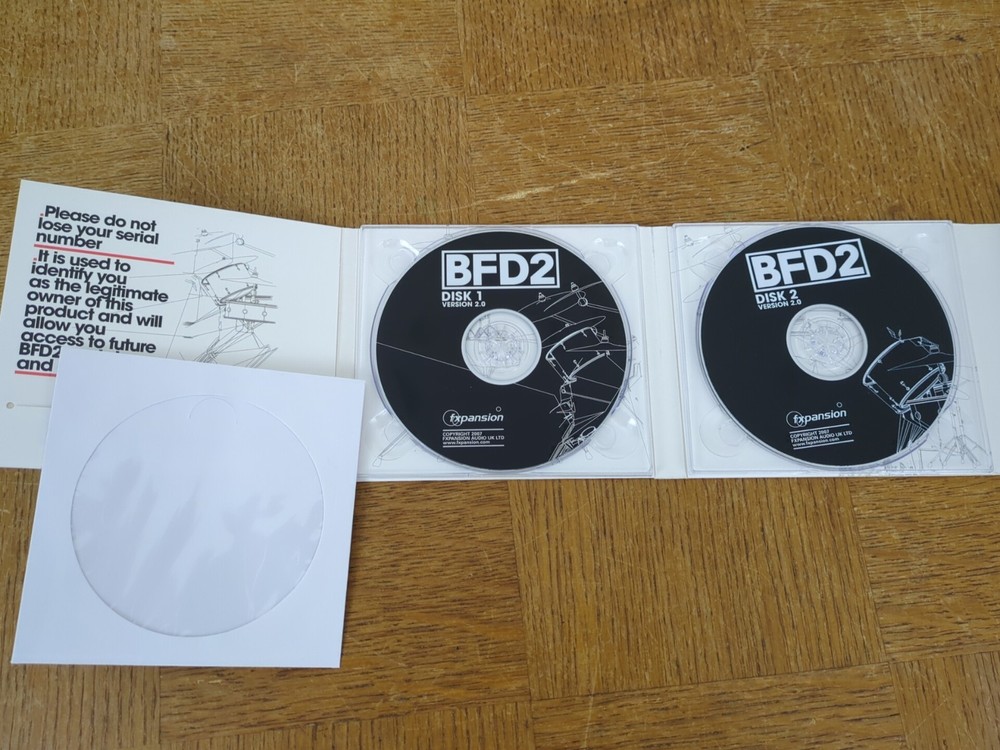 Please do not
lose your serial
number
It is used to
identify you
as the legitimate
owner of this
product and will
allow you
access to future
BFD2
and
BFD2
DISK 1
VERSION 2.0
fxpansion
COPYRIGHT 2007
FXPANSION AUDIO UK LTD
www.fxpansion.com
BFD2
DISK 2
VERSION 2.0
fxpansion
COPYRIGHT 2007
FXPANSION AUDIO UK LTD
www.fxpansion.com